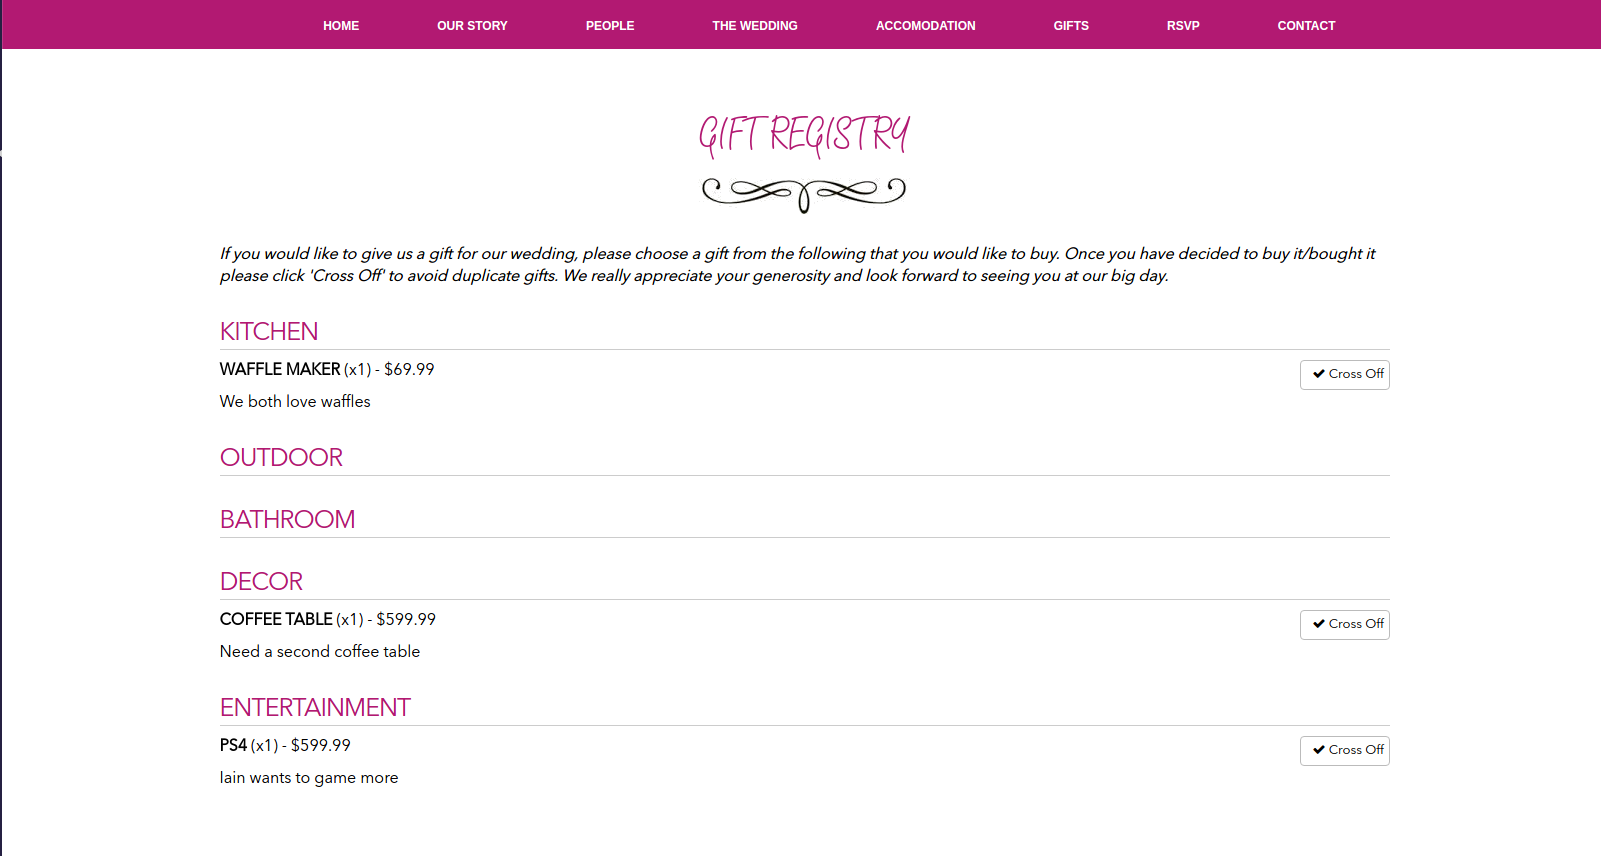 HOME OUR STORY PEOPLE THE WEDDING ACCOMODATION GIFTS RSVP CONTACT
GIFT REGISTRY
If you would like to give us a gift for our wedding, please choose a gift from the following that you would like to buy. Once you have decided to buy it/bought it
please click 'Cross Off' to avoid duplicate gifts. We really appreciate your generosity and look forward to seeing you at our big day.
KITCHEN
WAFFLE MAKER (x1) - $69.99 Cross Off
We both love waffles
OUTDOOR
BATHROOM
DECOR
COFFEE TABLE (x1) - $599.99 Cross Off
Need a second coffee table
ENTERTAINMENT
PS4 (x1) - $599.99 Cross Off
Iain wants to game more